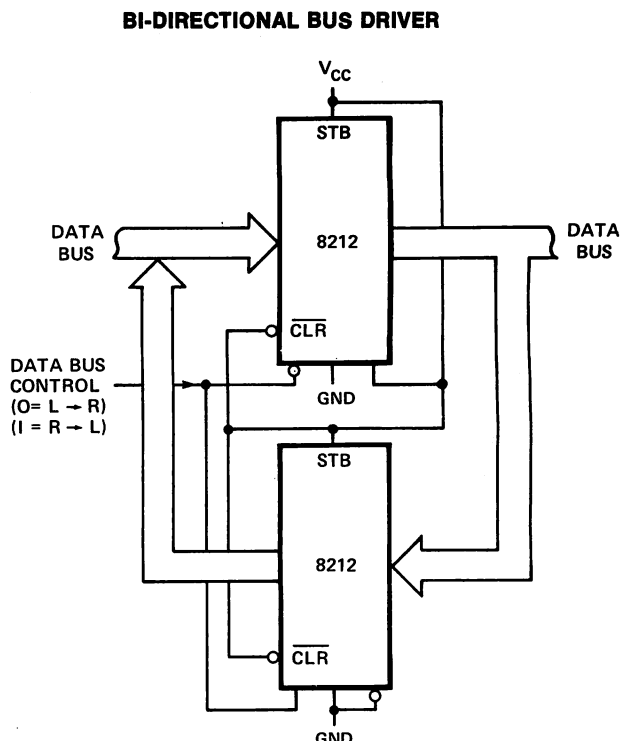 BI-DIRECTIONAL BUS DRIVER
VCC
STB
DATA
BUS
8212
DATA
BUS
CLR
DATA BUS
CONTROL
(O= L → R)
(I = R → L)
GND
STB
8212
CLR
GND